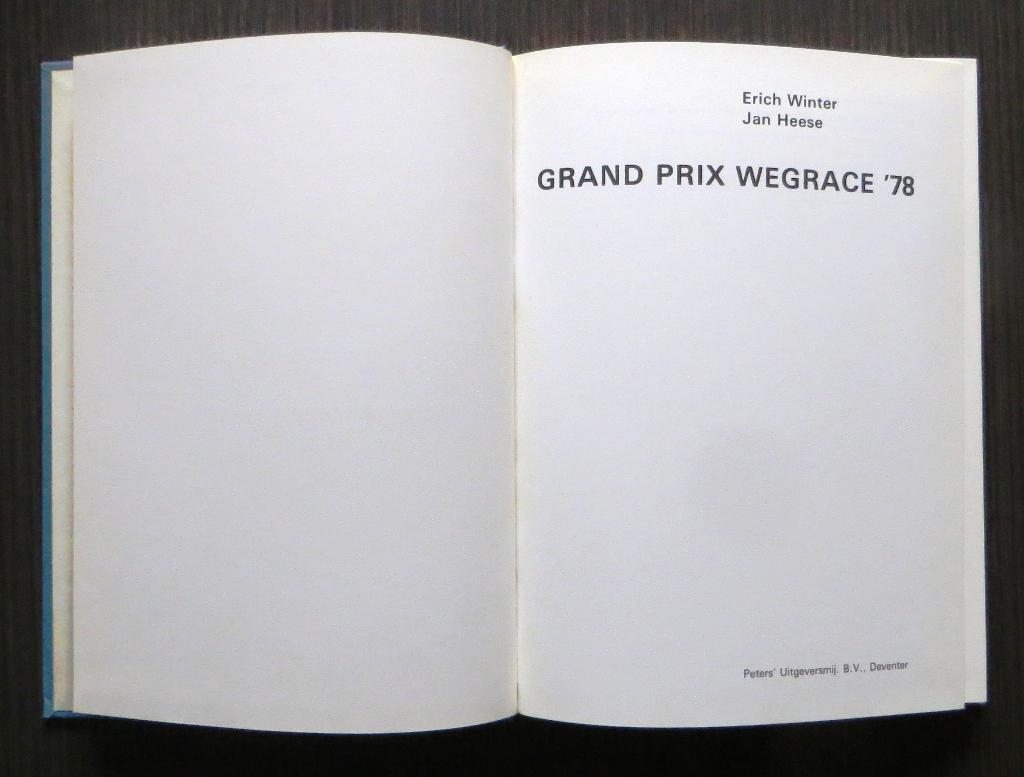 Erich Winter
Jan Heese
GRAND PRIX WEGRACE '78
Peters' Uitgeversmij. B.V., Deventer